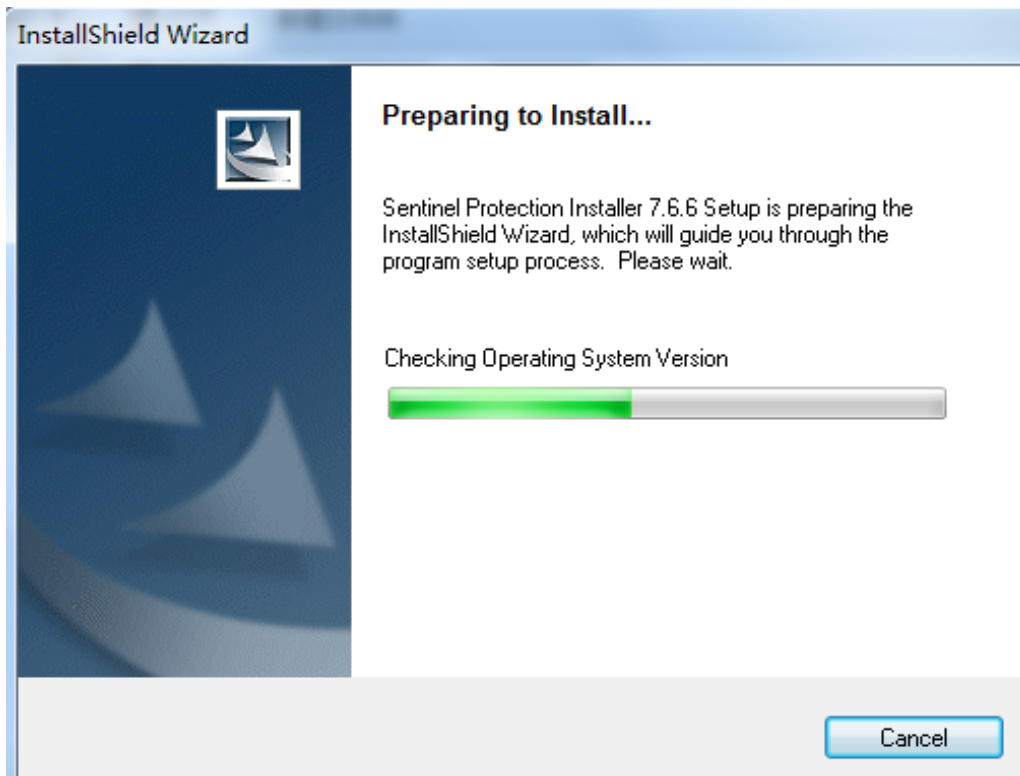 InstallShield Wizard
Preparing to Install...
Sentinel Protection Installer 7.6.6 Setup is preparing the
InstallShield Wizard, which will guide you through the
program setup process.  Please wait.
Checking Operating System Version
Cancel